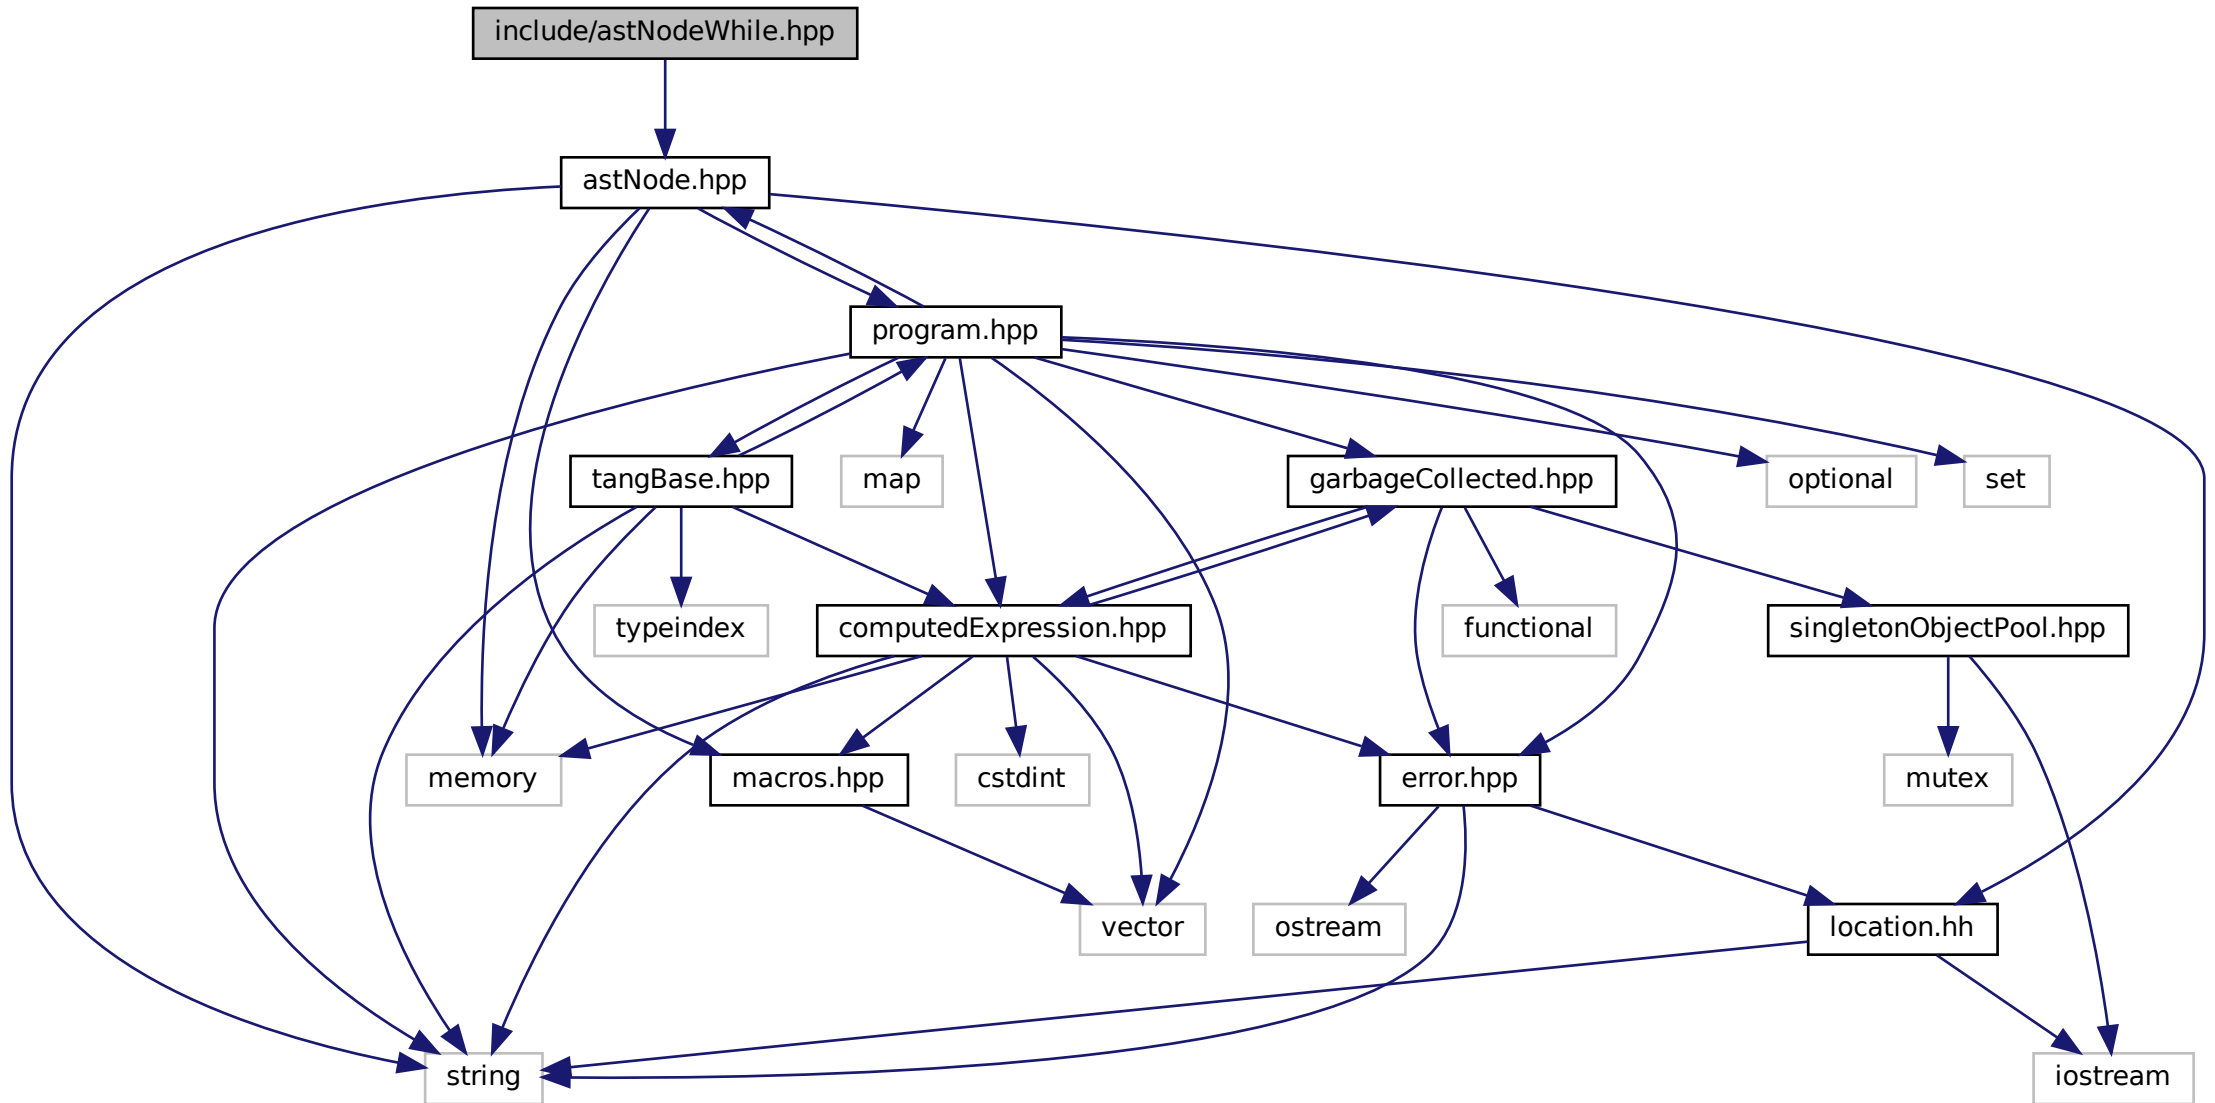 include/astNodeWhile.hpp
astNode.hpp
program.hpp
tangBase.hpp
map
garbageCollected.hpp
optional
set
typeindex
computedExpression.hpp
functional
singletonObjectPool.hpp
memory
macros.hpp
cstdint
error.hpp
mutex
vector
ostream
location.hh
string
iostream